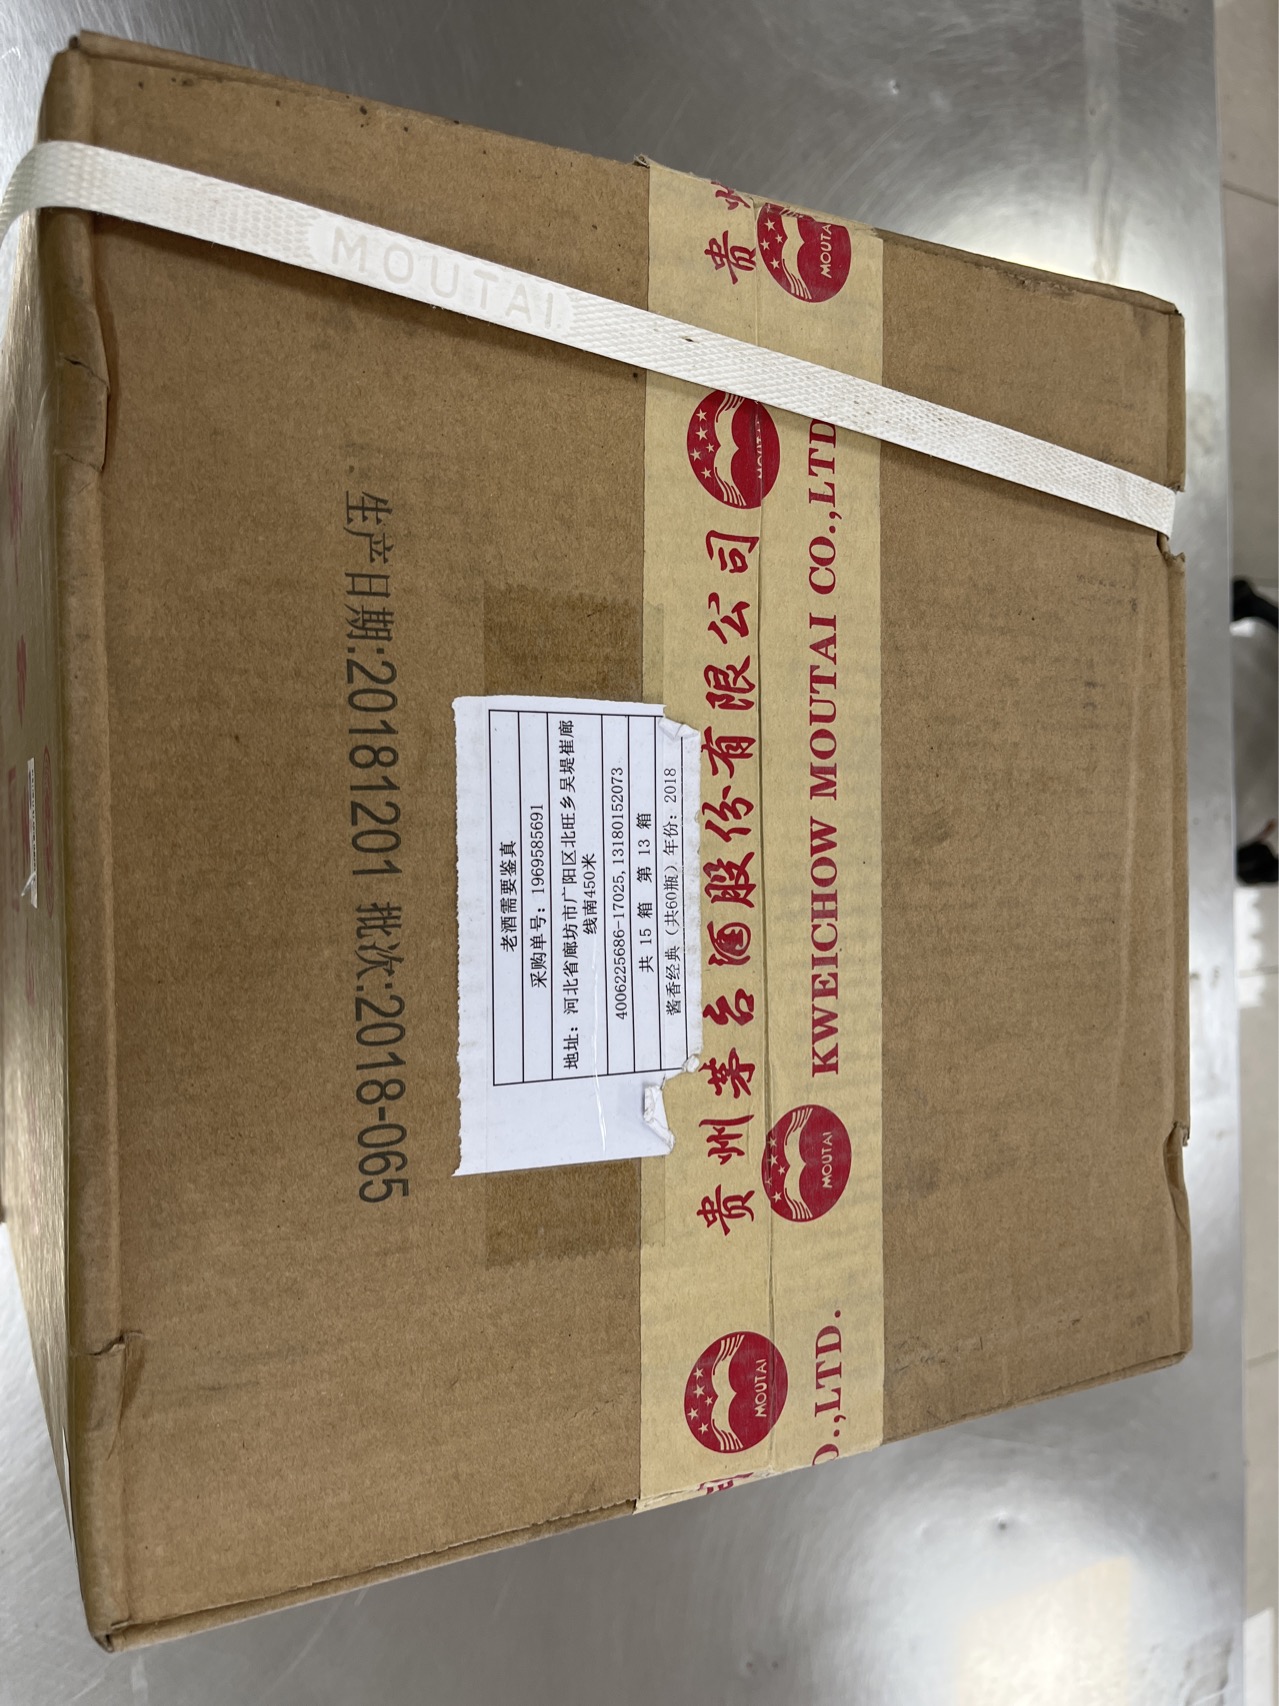 MOUTAI
生产日期:20181201 批次:2018-065
老酒需要鉴真
采购单号: 1969585691
地址: 河北省廊坊市广阳区北旺乡吴堤崔廊
线南450米
4006225686-17025,13180152073
共 15 箱 第 13 箱
酱香经典（共60瓶）年份: 2018
贵州
MOUTAI
贵州茅台酒股份有限公司
MOUTAI
KWEICHOW MOUTAI CO.,LTD
MOUTAI
MOUTAI
O.,LTD.